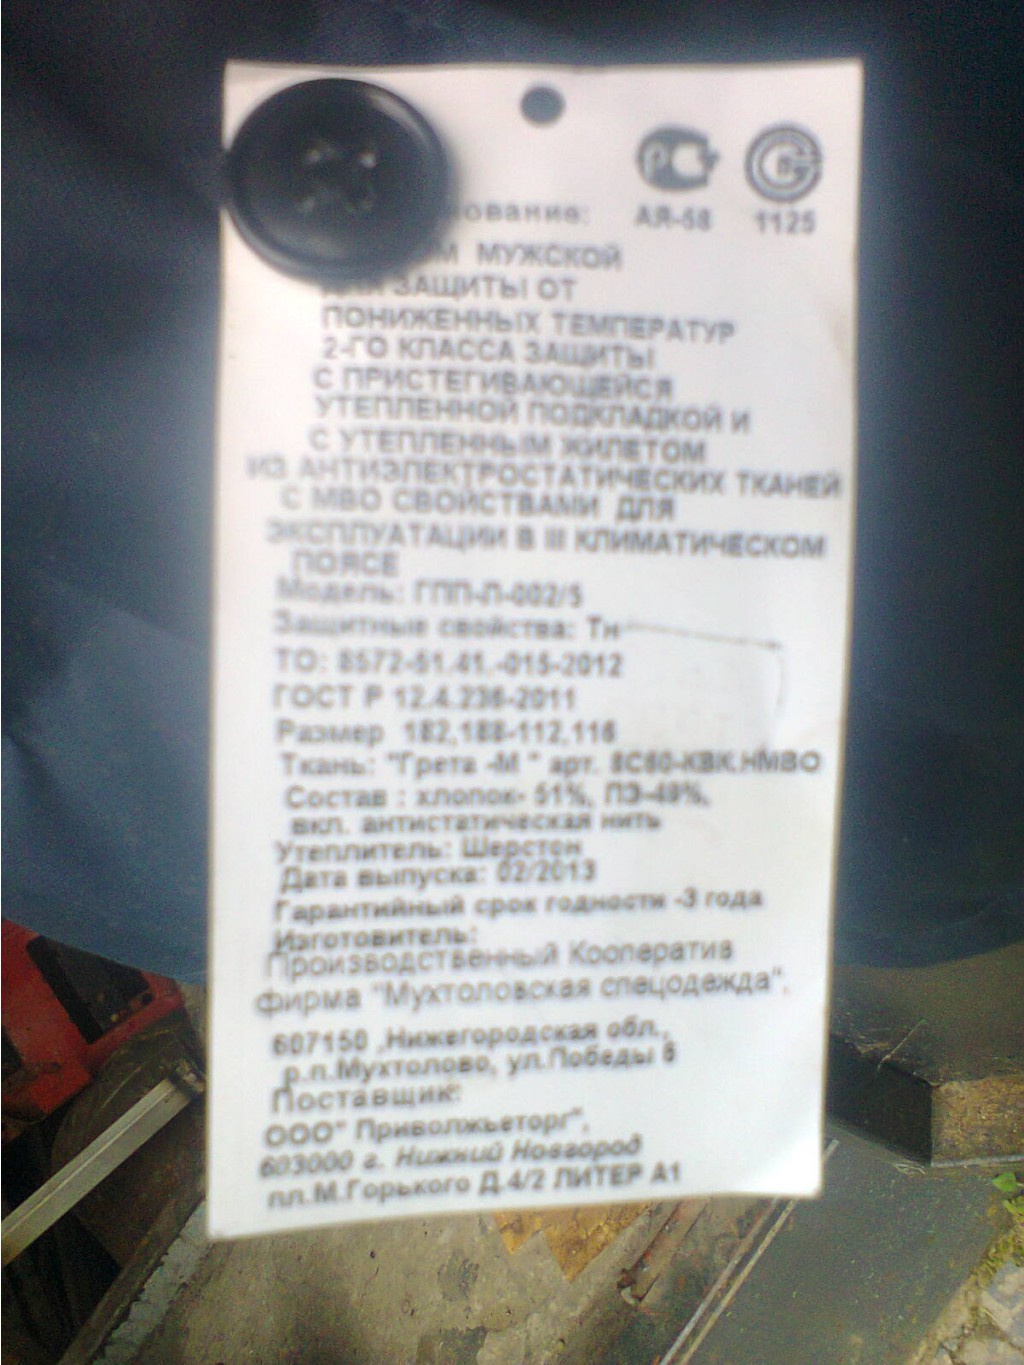 АЯ-58 1125
МУЖСКОЙ
ЗАЩИТЫ ОТ
ПОНИЖЕННЫХ ТЕМПЕРАТУР
2-ГО КЛАССА ЗАЩИТЫ
С ПРИСТЕГИВАЮЩЕЙСЯ
УТЕПЛЕННОЙ ПОДКЛАДКОЙ И
С УТЕПЛЕННЫМ ЖИЛЕТОМ
ИЗ АНТИЭЛЕКТРОСТАТИЧЕСКИХ ТКАНЕЙ
С МВО СВОЙСТВАМИ ДЛЯ
ЭКСПЛУАТАЦИИ В III КЛИМАТИЧЕСКОМ
ПОЯСЕ
Модель: ГПП-Л-002/5
Защитные свойства: Тн
ТО: 8572-51.41.-015-2012
ГОСТ Р 12.4.236-2011
Размер 182,188-112,116
Ткань: "Грета -М " арт.
Состав : хлопок- 51%, ПЭ-49%,
вкл. антистатическая нить
Утеплитель: Шерстон
Дата выпуска: 02/2013
Гарантийный срок годности -3 года
Изготовитель:
Производственный Кооператив
фирма "Мухтоловская спецодежда",
607150 ,Нижегородская обл.,
р.п.Мухтолово, ул.Победы
Поставщик:
ООО" Приволжьеторг",
603000 г. Нижний Новгород
пл.М.Горького Д.4/2 ЛИТЕР А1